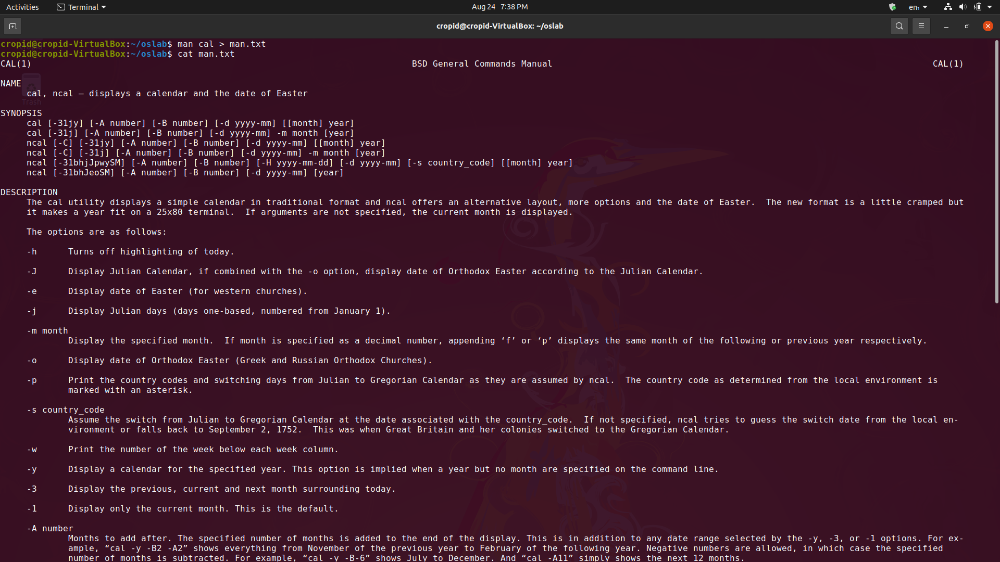 Activities Terminal Aug 24 7:38 PM en₁
cropid@cropid-VirtualBox: ~/oslab
cropid@cropid-VirtualBox:~/oslab$ man cal > man.txt
cropid@cropid-VirtualBox:~/oslab$ cat man.txt
CAL(1) BSD General Commands Manual CAL(1)
NAME
cal, ncal — displays a calendar and the date of Easter
Trash
SYNOPSIS
cal [-31jy] [-A number] [-B number] [-d yyyy-mm] [[month] year]
cal [-31j] [-A number] [-B number] [-d yyyy-mm] -m month [year]
ncal [-C] [-31jy] [-A number] [-B number] [-d yyyy-mm] [[month] year]
ncal [-C] [-31j] [-A number] [-B number] [-d yyyy-mm] -m month [year]
ncal [-31bhjJpwySM] [-A number] [-B number] [-H yyyy-mm-dd] [-d yyyy-mm] [-s country_code] [[month] year]
ncal [-31bhJeoSM] [-A number] [-B number] [-d yyyy-mm] [year]
DESCRIPTION
The cal utility displays a simple calendar in traditional format and ncal offers an alternative layout, more options and the date of Easter. The new format is a little cramped but
it makes a year fit on a 25x80 terminal. If arguments are not specified, the current month is displayed.
The options are as follows:
-h Turns off highlighting of today.
-J Display Julian Calendar, if combined with the -o option, display date of Orthodox Easter according to the Julian Calendar.
-e Display date of Easter (for western churches).
-j Display Julian days (days one-based, numbered from January 1).
-m month
Display the specified month. If month is specified as a decimal number, appending ‘f’ or ‘p’ displays the same month of the following or previous year respectively.
-o Display date of Orthodox Easter (Greek and Russian Orthodox Churches).
-p Print the country codes and switching days from Julian to Gregorian Calendar as they are assumed by ncal. The country code as determined from the local environment is
marked with an asterisk.
-s country_code
Assume the switch from Julian to Gregorian Calendar at the date associated with the country_code. If not specified, ncal tries to guess the switch date from the local en-
vironment or falls back to September 2, 1752. This was when Great Britain and her colonies switched to the Gregorian Calendar.
-w Print the number of the week below each week column.
-y Display a calendar for the specified year. This option is implied when a year but no month are specified on the command line.
-3 Display the previous, current and next month surrounding today.
-1 Display only the current month. This is the default.
-A number
Months to add after. The specified number of months is added to the end of the display. This is in addition to any date range selected by the -y, -3, or -1 options. For ex-
ample, “cal -y -B2 -A2” shows everything from November of the previous year to February of the following year. Negative numbers are allowed, in which case the specified
number of months is subtracted. For example, “cal -y -B-6” shows July to December. And “cal -A11” simply shows the next 12 months.